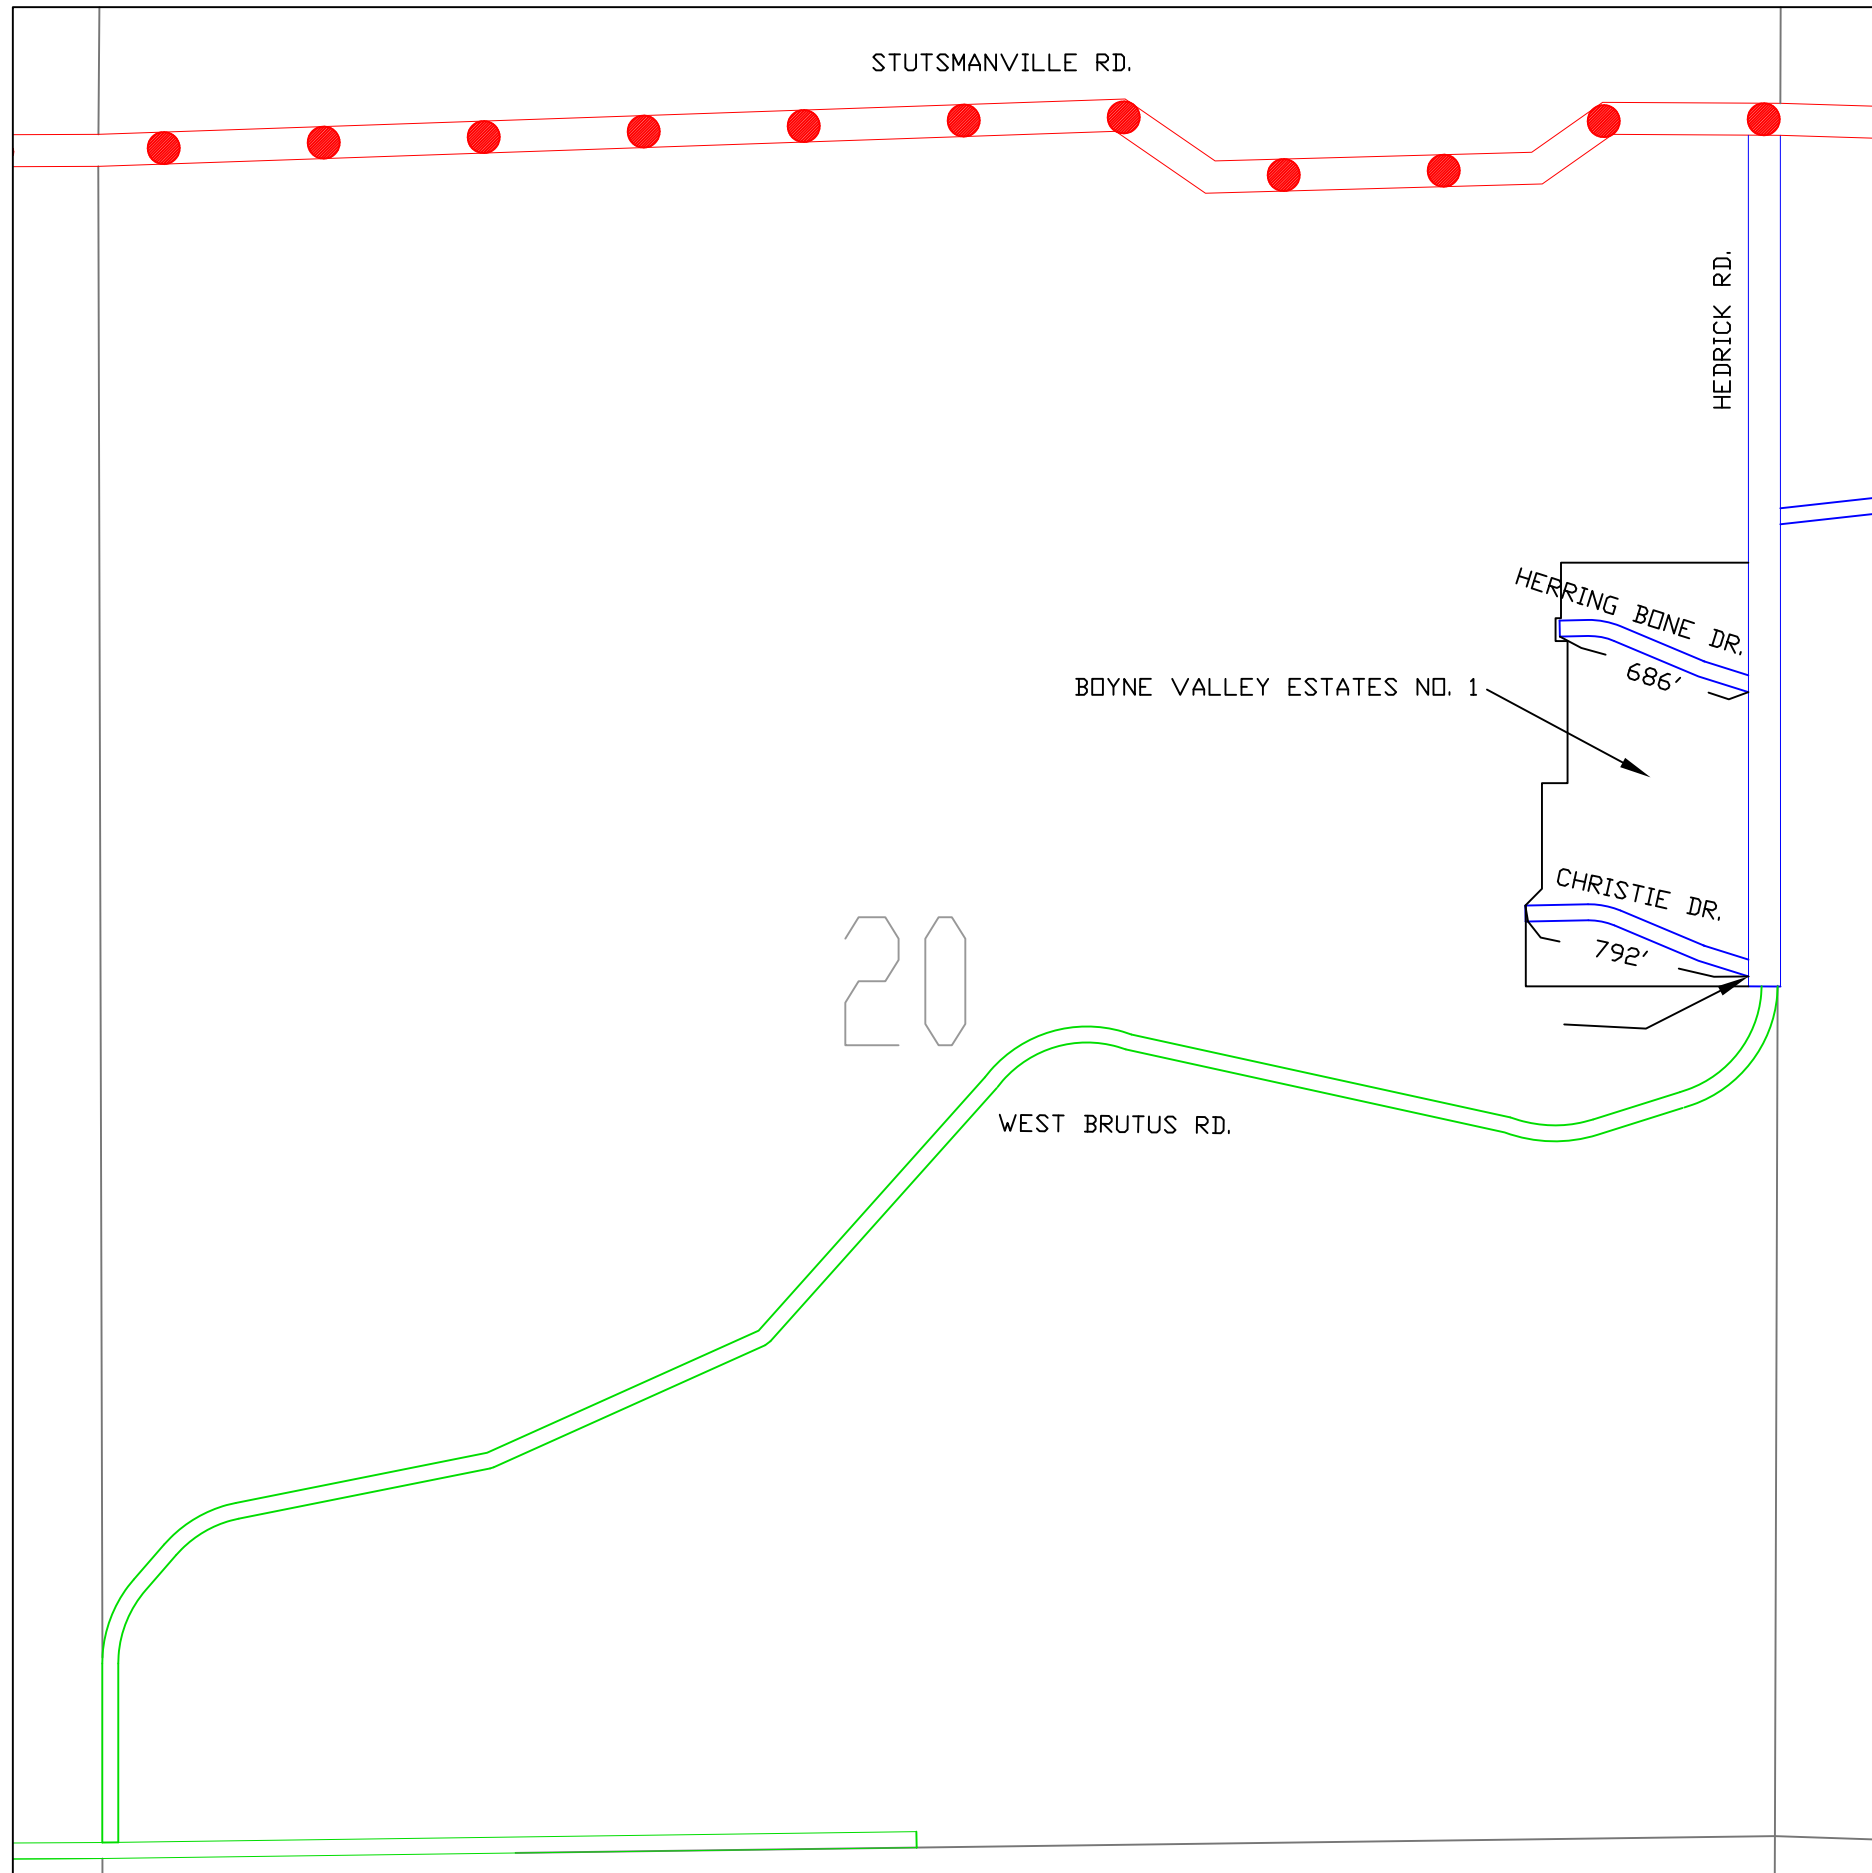 STUTSMANVILLE RD.
HEDRICK RD.
HERRING BONE DR.
686'
BOYNE VALLEY ESTATES NO. 1
CHRISTIE DR.
792'
20
WEST BRUTUS RD.